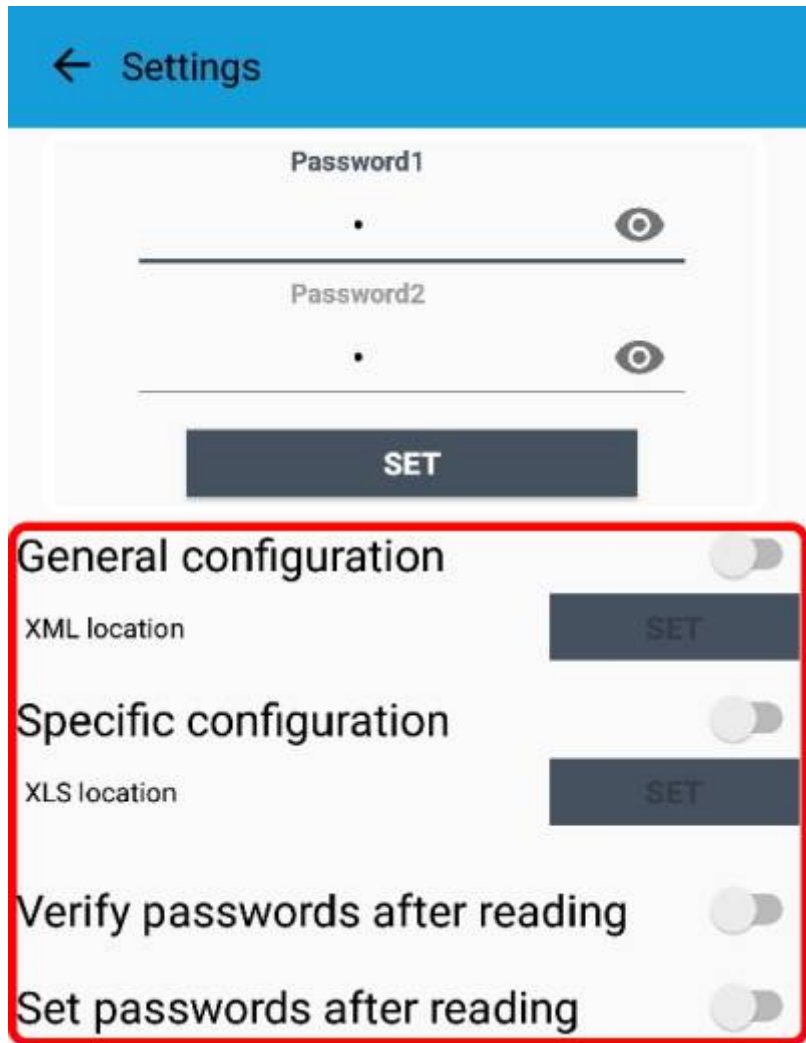 Settings
Password1
•
Password2
•
SET
General configuration
XML location
SET
Specific configuration
XLS location
SET
Verify passwords after reading
Set passwords after reading